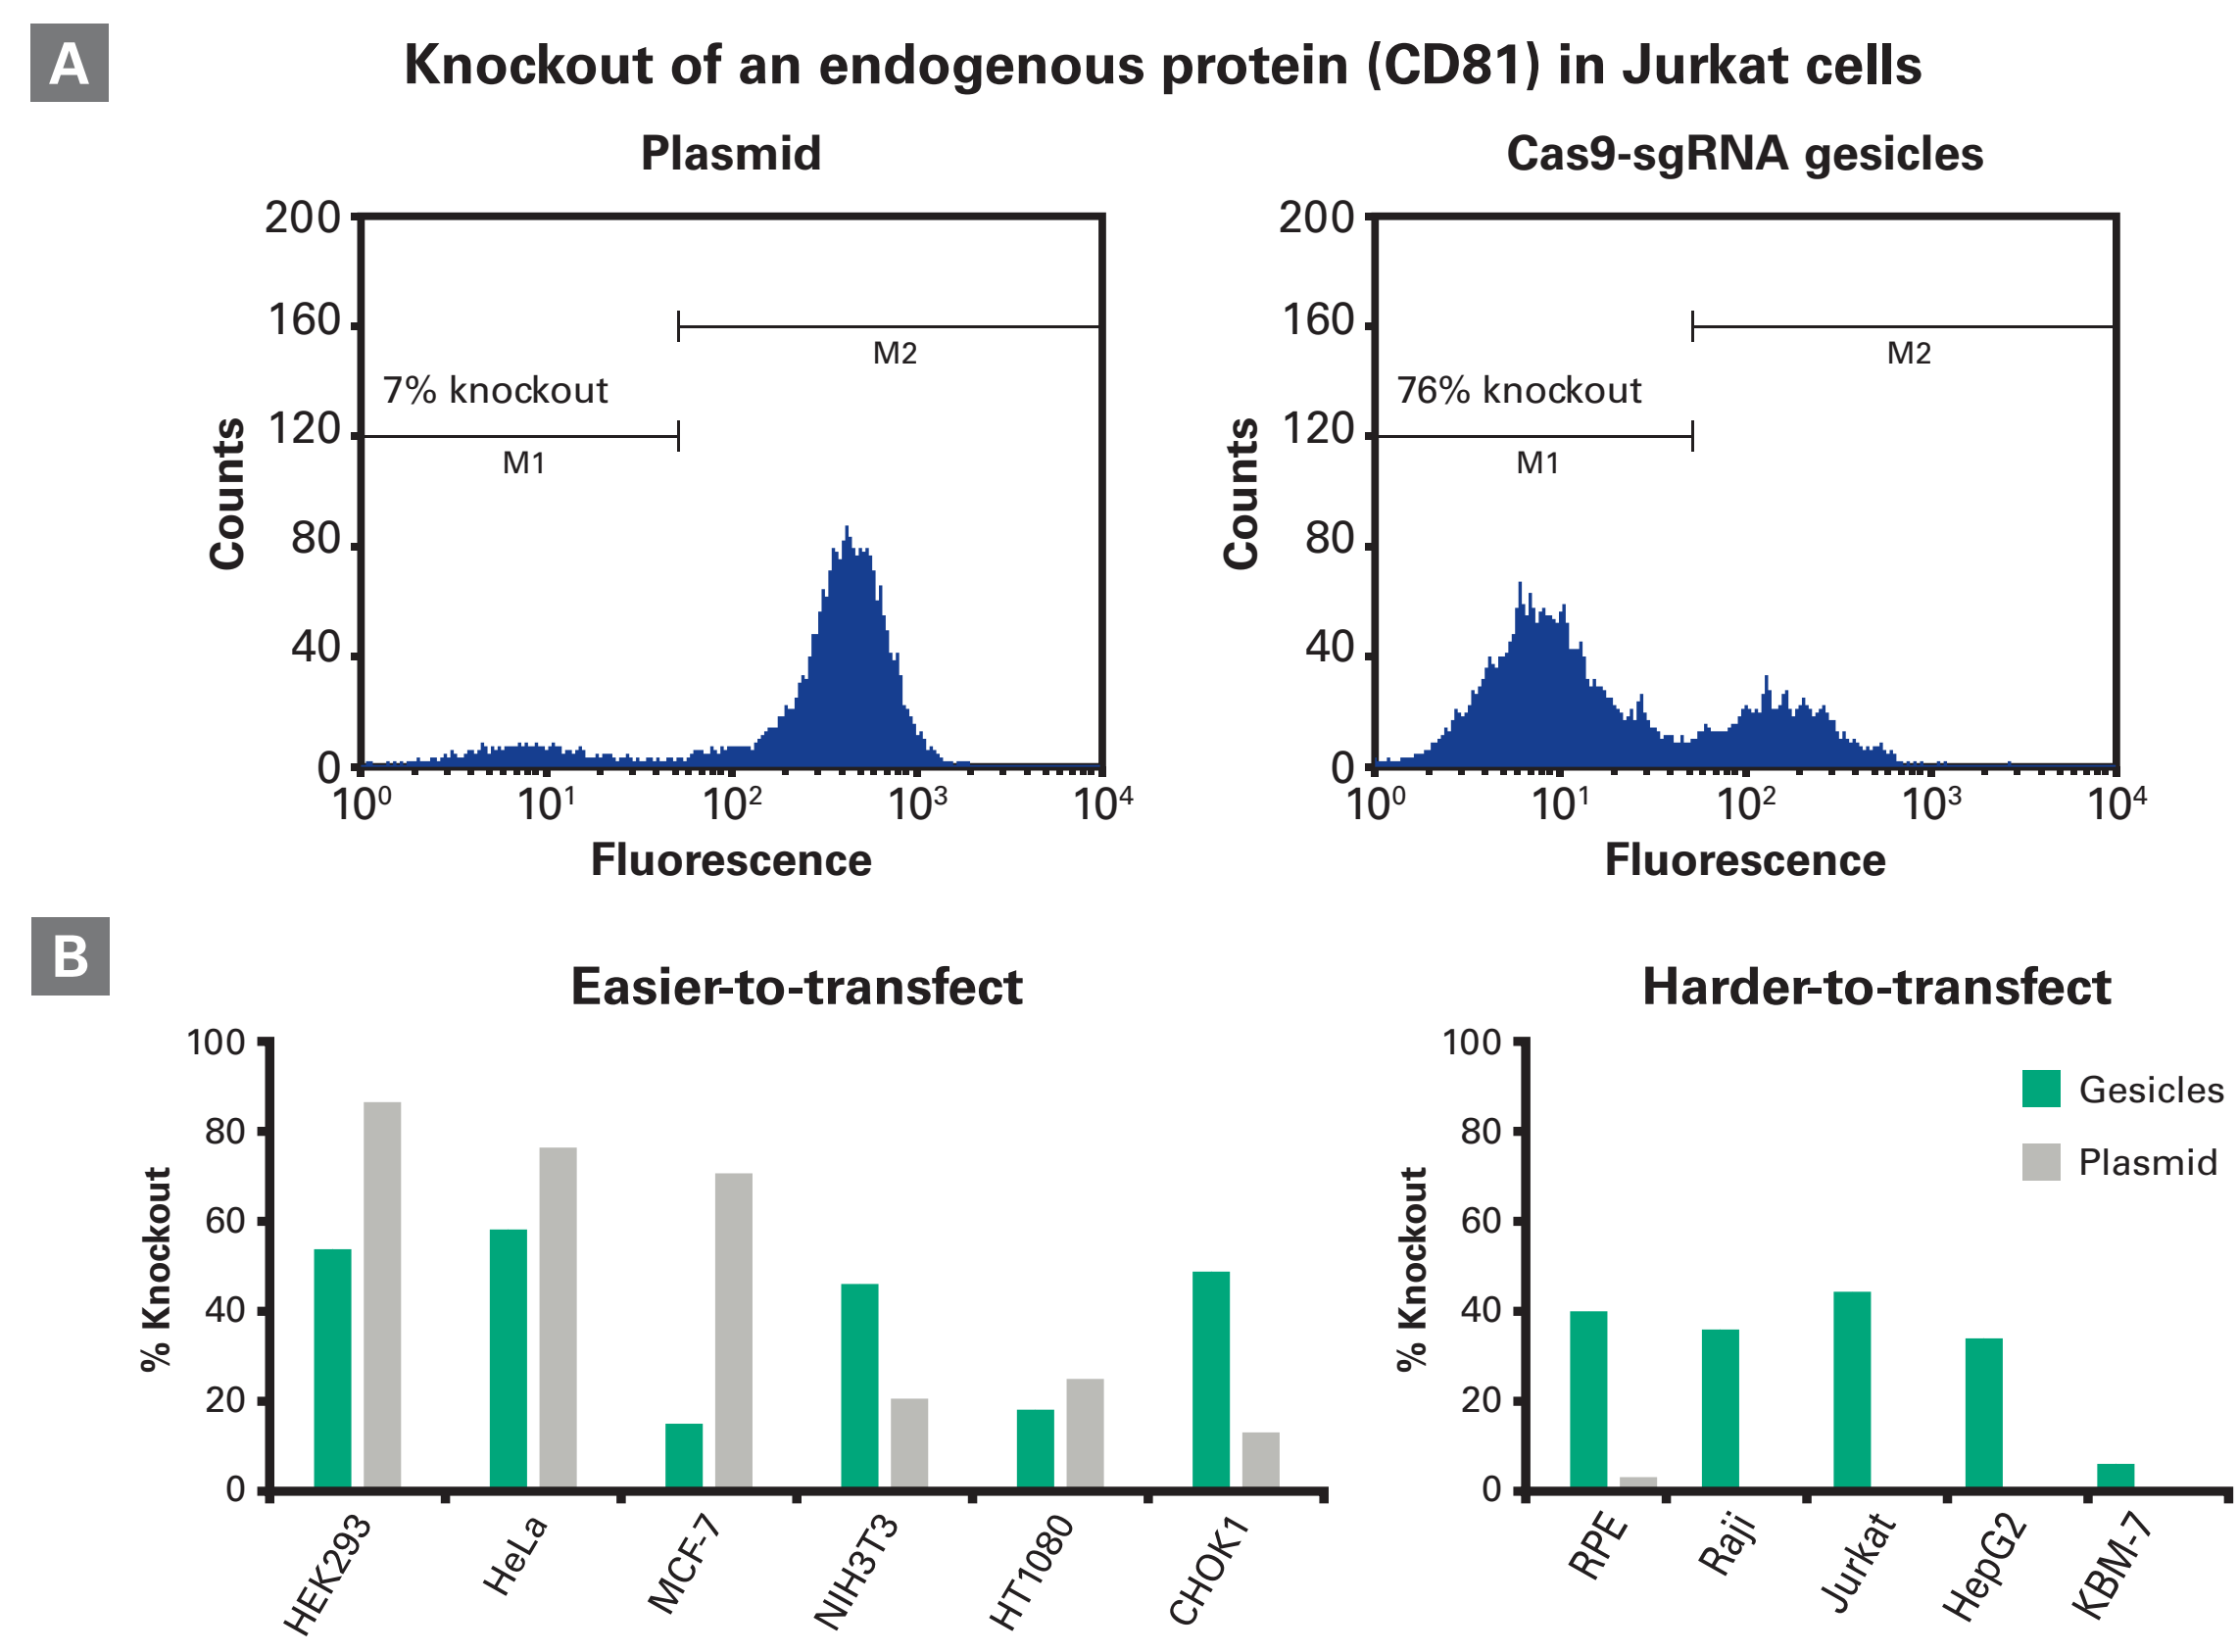 A
Knockout of an endogenous protein (CD81) in Jurkat cells
Plasmid
200
160
120
80
40
0
Counts
7% knockout
M1
M2
10⁰ 10¹ 10² 10³ 10⁴
Fluorescence
Cas9-sgRNA gesicles
200
160
120
80
40
0
Counts
76% knockout
M1
M2
10⁰ 10¹ 10² 10³ 10⁴
Fluorescence
B
Easier-to-transfect
100
80
60
40
20
0
% Knockout
HEK293
HeLa
MCF-7
NIH3T3
HT1080
CHOK1
Harder-to-transfect
100
80
60
40
20
0
% Knockout
Gesicles
Plasmid
RPE
Raji
Jurkat
HepG2
KBM-7